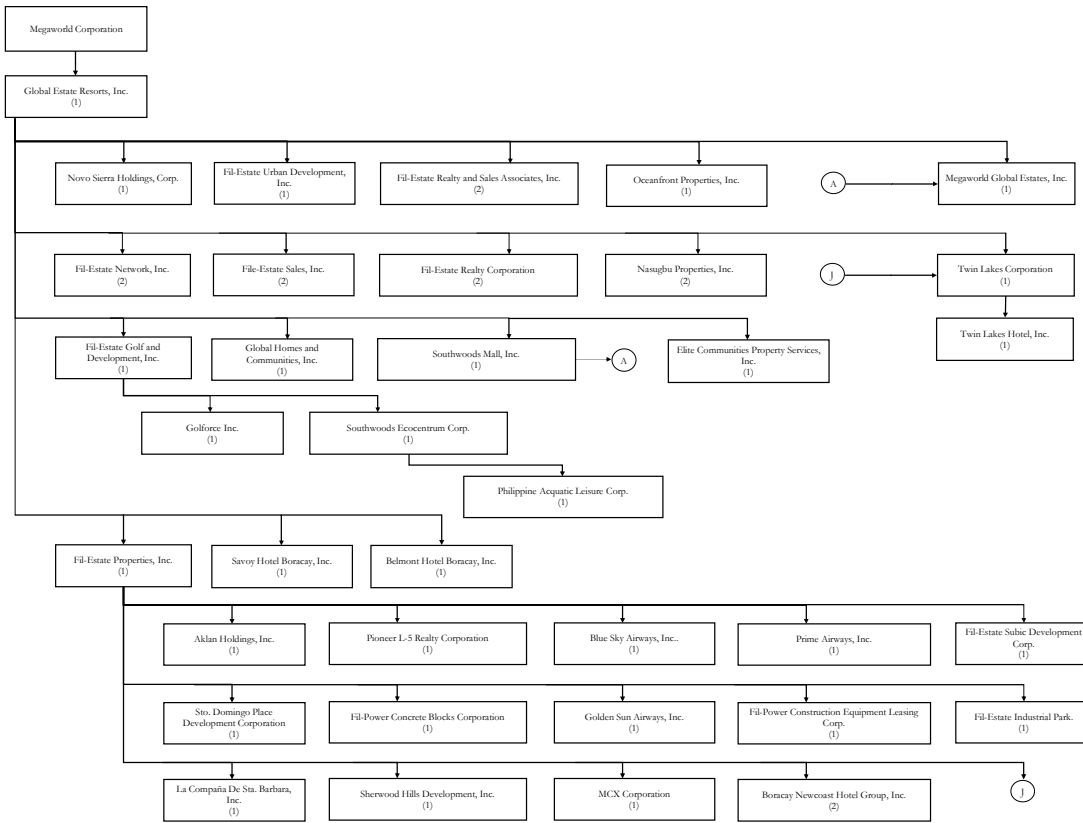 Megaworld Corporation
Global Estate Resorts, Inc.
(1)
Novo Sierra Holdings, Corp.
(1)
Fil-Estate Urban Development,
Inc.
(1)
Fil-Estate Realty and Sales Associates, Inc.
(2)
Oceanfront Properties, Inc.
(1)
A
Megaworld Global Estates, Inc.
(1)
Fil-Estate Network, Inc.
(2)
File-Estate Sales, Inc.
(2)
Fil-Estate Realty Corporation
(2)
Nasugbu Properties, Inc.
(2)
J
Twin Lakes Corporation
(1)
Twin Lakes Hotel, Inc.
(1)
Fil-Estate Golf and
Development, Inc.
(1)
Global Homes and
Communities, Inc.
(1)
Southwoods Mall, Inc.
(1)
A
Elite Communities Property Services,
Inc.
(1)
Golforce Inc.
(1)
Southwoods Ecocentrum Corp.
(1)
Philippine Acquatic Leisure Corp.
(1)
Fil-Estate Properties, Inc.
(1)
Savoy Hotel Boracay, Inc.
(1)
Belmont Hotel Boracay, Inc.
(1)
Aklan Holdings, Inc.
(1)
Pioneer L-5 Realty Corporation
(1)
Blue Sky Airways, Inc..
(1)
Prime Airways, Inc.
(1)
Fil-Estate Subic Development
Corp.
(1)
Sto. Domingo Place
Development Corporation
(1)
Fil-Power Concrete Blocks Corporation
(1)
Golden Sun Airways, Inc.
(1)
Fil-Power Construction Equipment Leasing
Corp.
(1)
Fil-Estate Industrial Park.
(1)
La Compaña De Sta. Barbara,
Inc.
(1)
Sherwood Hills Development, Inc.
(1)
MCX Corporation
(1)
Boracay Newcoast Hotel Group, Inc.
(2)
J